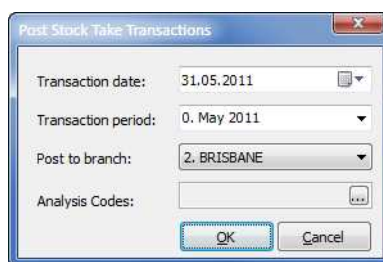 Post Stock Take Transactions
Transaction date: 31.05.2011
Transaction period: 0. May 2011
Post to branch: 2. BRISBANE
Analysis Codes: ...
OK Cancel